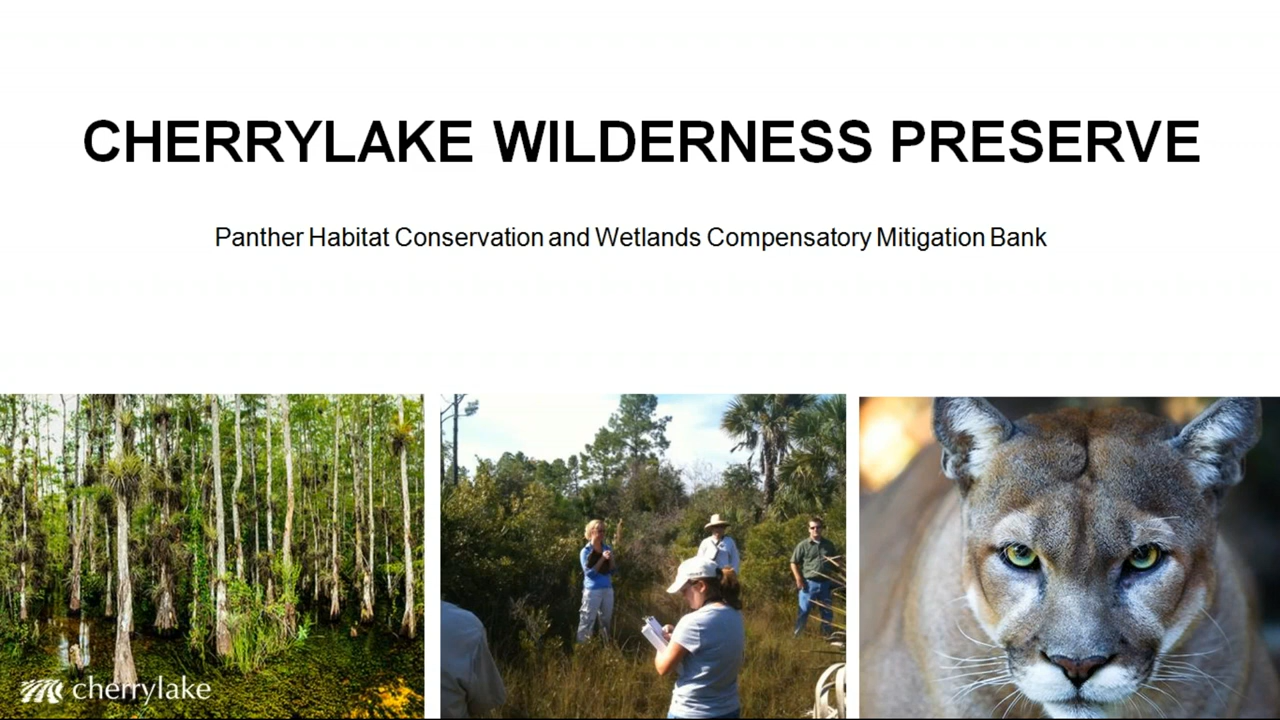 CHERRYLAKE WILDERNESS PRESERVE
Panther Habitat Conservation and Wetlands Compensatory Mitigation Bank
cherrylake